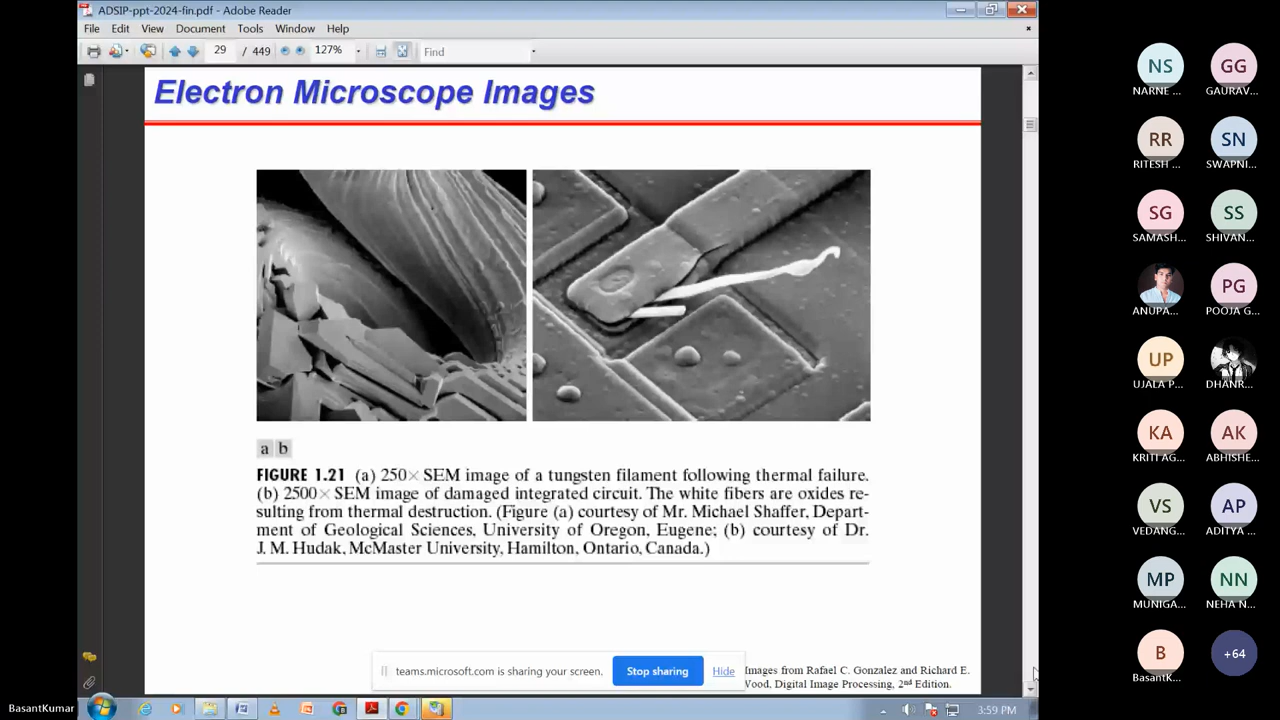 ADSIP-ppt-2024-fin.pdf - Adobe Reader
File Edit View Document Tools Window Help
29 / 449 127% Find
Electron Microscope Images
a b
FIGURE 1.21 (a) 250× SEM image of a tungsten filament following thermal failure.
(b) 2500× SEM image of damaged integrated circuit. The white fibers are oxides re-
sulting from thermal destruction. (Figure (a) courtesy of Mr. Michael Shaffer, Depart-
ment of Geological Sciences, University of Oregon, Eugene; (b) courtesy of Dr.
J. M. Hudak, McMaster University, Hamilton, Ontario, Canada.)
teams.microsoft.com is sharing your screen. Stop sharing Hide
Images from Rafael C. Gonzalez and Richard E.
Wood, Digital Image Processing, 2nd Edition.
BasantKumar
3:59 PM
NS GG
NARNE ... GAURAV...
RR SN
RITESH ... SWAPNI...
SG SS
SAMASH... SHIVAN...
PG
ANUPA... POOJA G...
UP
UJALA P... DHANR...
KA AK
KRITI AG... ABHISHE...
VS AP
VEDANG... ADITYA ...
MP NN
MUNIGA... NEHA N...
B +64
BasantK...